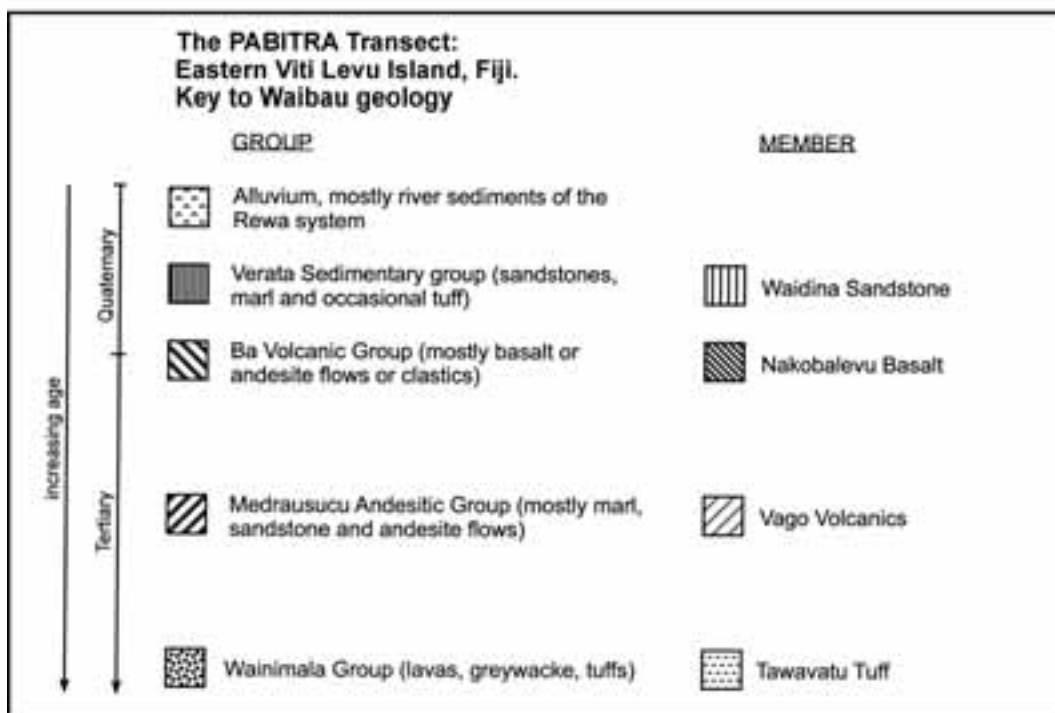 The PABITRA Transect:
Eastern Viti Levu Island, Fiji.
Key to Waibau geology
GROUP
MEMBER
Alluvium, mostly river sediments of the
Rewa system
Verata Sedimentary group (sandstones,
marl and occasional tuff)
Waidina Sandstone
Ba Volcanic Group (mostly basalt or
andesite flows or clastics)
Nakobalevu Basalt
Medrausucu Andesitic Group (mostly marl,
sandstone and andesite flows)
Vago Volcanics
Wainimala Group (lavas, greywacke, tuffs)
Tawavatu Tuff
increasing age
Quaternary
Tertiary